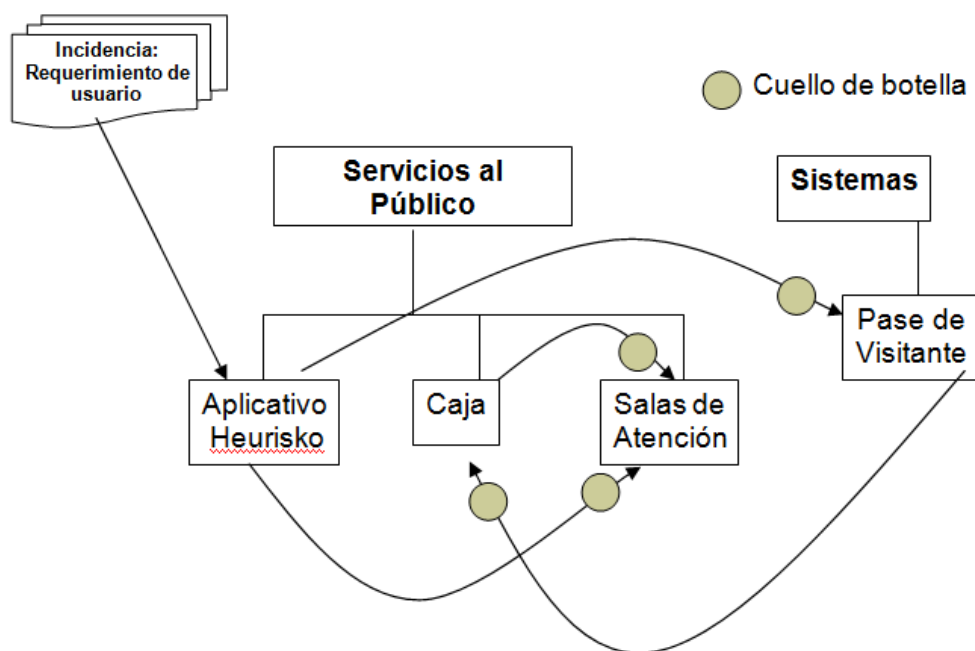 Incidencia:
Requerimiento de
usuario
Cuello de botella
Servicios al
Público
Sistemas
Pase de
Visitante
Aplicativo
Heurisko
Caja
Salas de
Atención